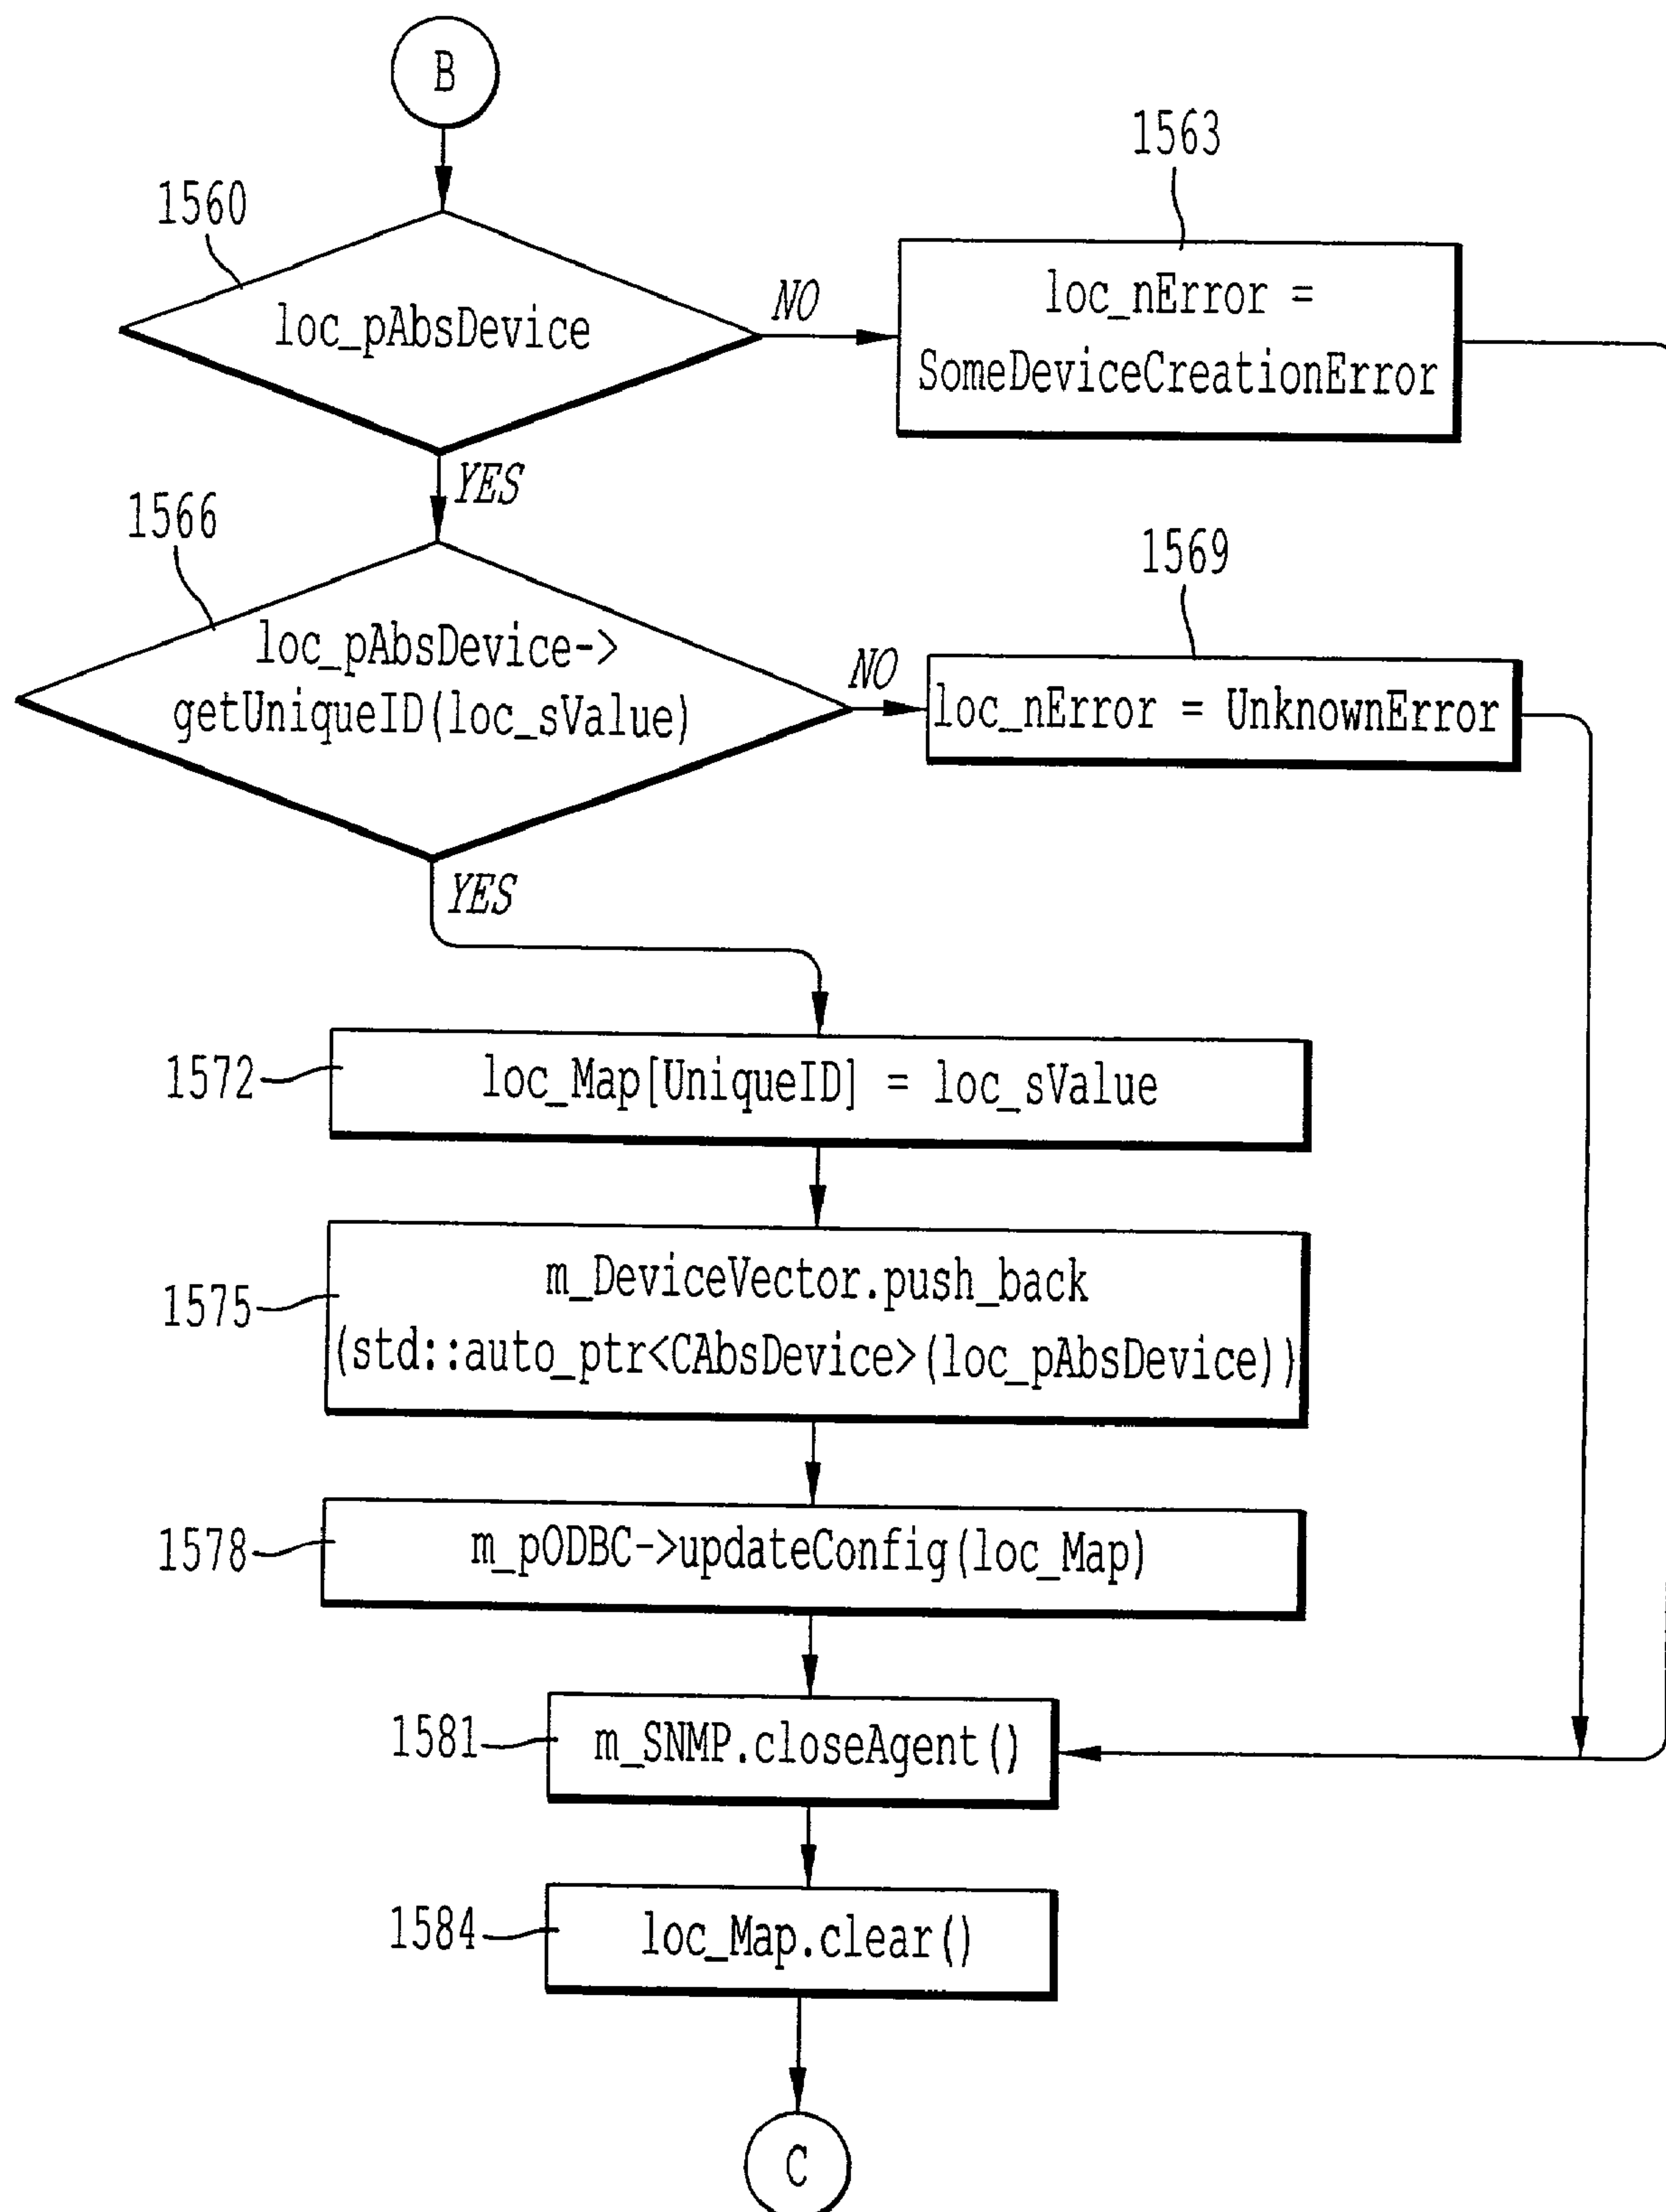 B
1560
loc_pAbsDevice
NO
1563
loc_nError =
SomeDeviceCreationError
YES
1566
loc_pAbsDevice->
getUniqueID(loc_sValue)
NO
1569
loc_nError = UnknownError
YES
1572
loc_Map[UniqueID] = loc_sValue
1575
m_DeviceVector.push_back
(std::auto_ptr<CAbsDevice>(loc_pAbsDevice))
1578
m_pODBC->updateConfig(loc_Map)
1581
m_SNMP.closeAgent()
1584
loc_Map.clear()
C